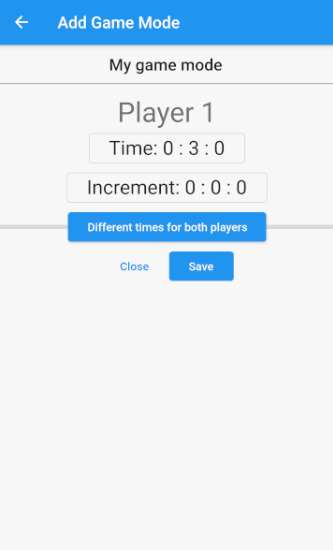 Add Game Mode
My game mode
Player 1
Time: 0 : 3 : 0
Increment: 0 : 0 : 0
Different times for both players
Close Save